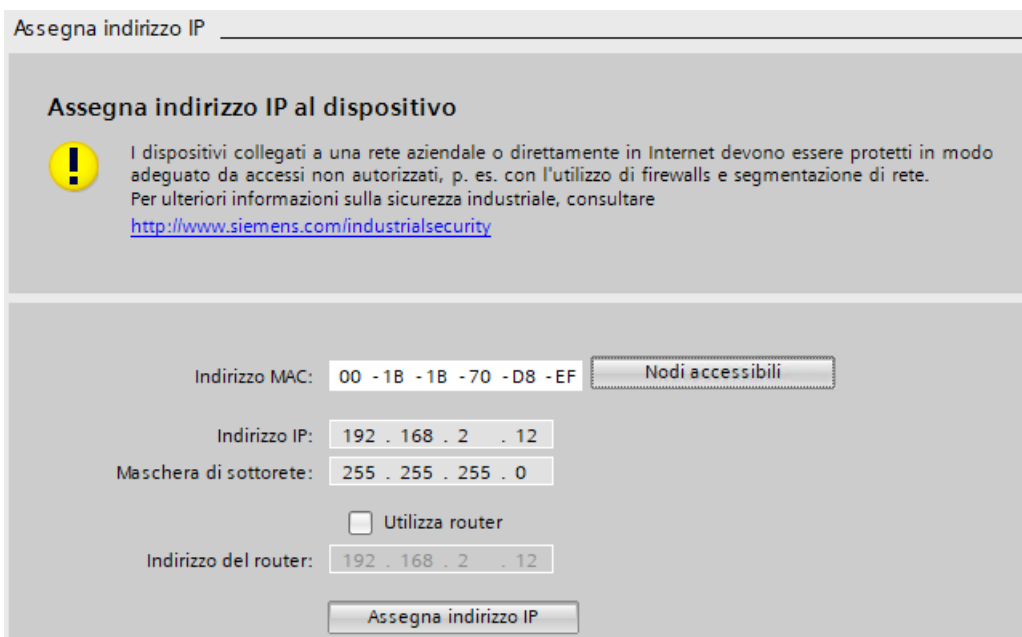 Assegna indirizzo IP
Assegna indirizzo IP al dispositivo
I dispositivi collegati a una rete aziendale o direttamente in Internet devono essere protetti in modo
adeguato da accessi non autorizzati, p. es. con l'utilizzo di firewalls e segmentazione di rete.
Per ulteriori informazioni sulla sicurezza industriale, consultare
http://www.siemens.com/industrialsecurity
Indirizzo MAC: 00 -1B -1B -70 -D8 -EF Nodi accessibili
Indirizzo IP: 192 . 168 . 2 . 12
Maschera di sottorete: 255 . 255 . 255 . 0
Utilizza router
Indirizzo del router: 192 . 168 . 2 . 12
Assegna indirizzo IP